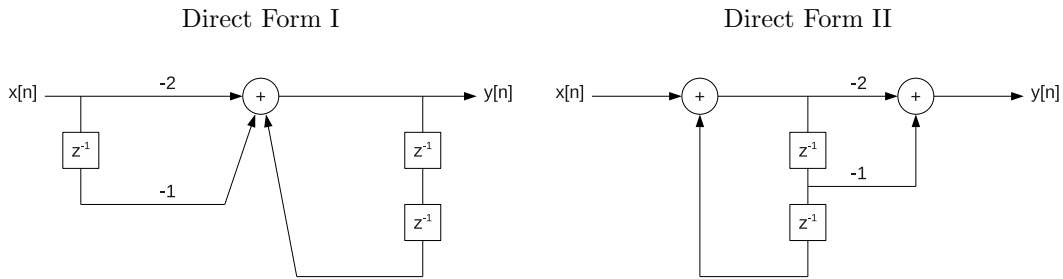 Direct Form I
Direct Form II
x[n]
-2
+
y[n]
z⁻¹
z⁻¹
-1
z⁻¹
x[n]
+
-2
+
y[n]
z⁻¹
-1
z⁻¹